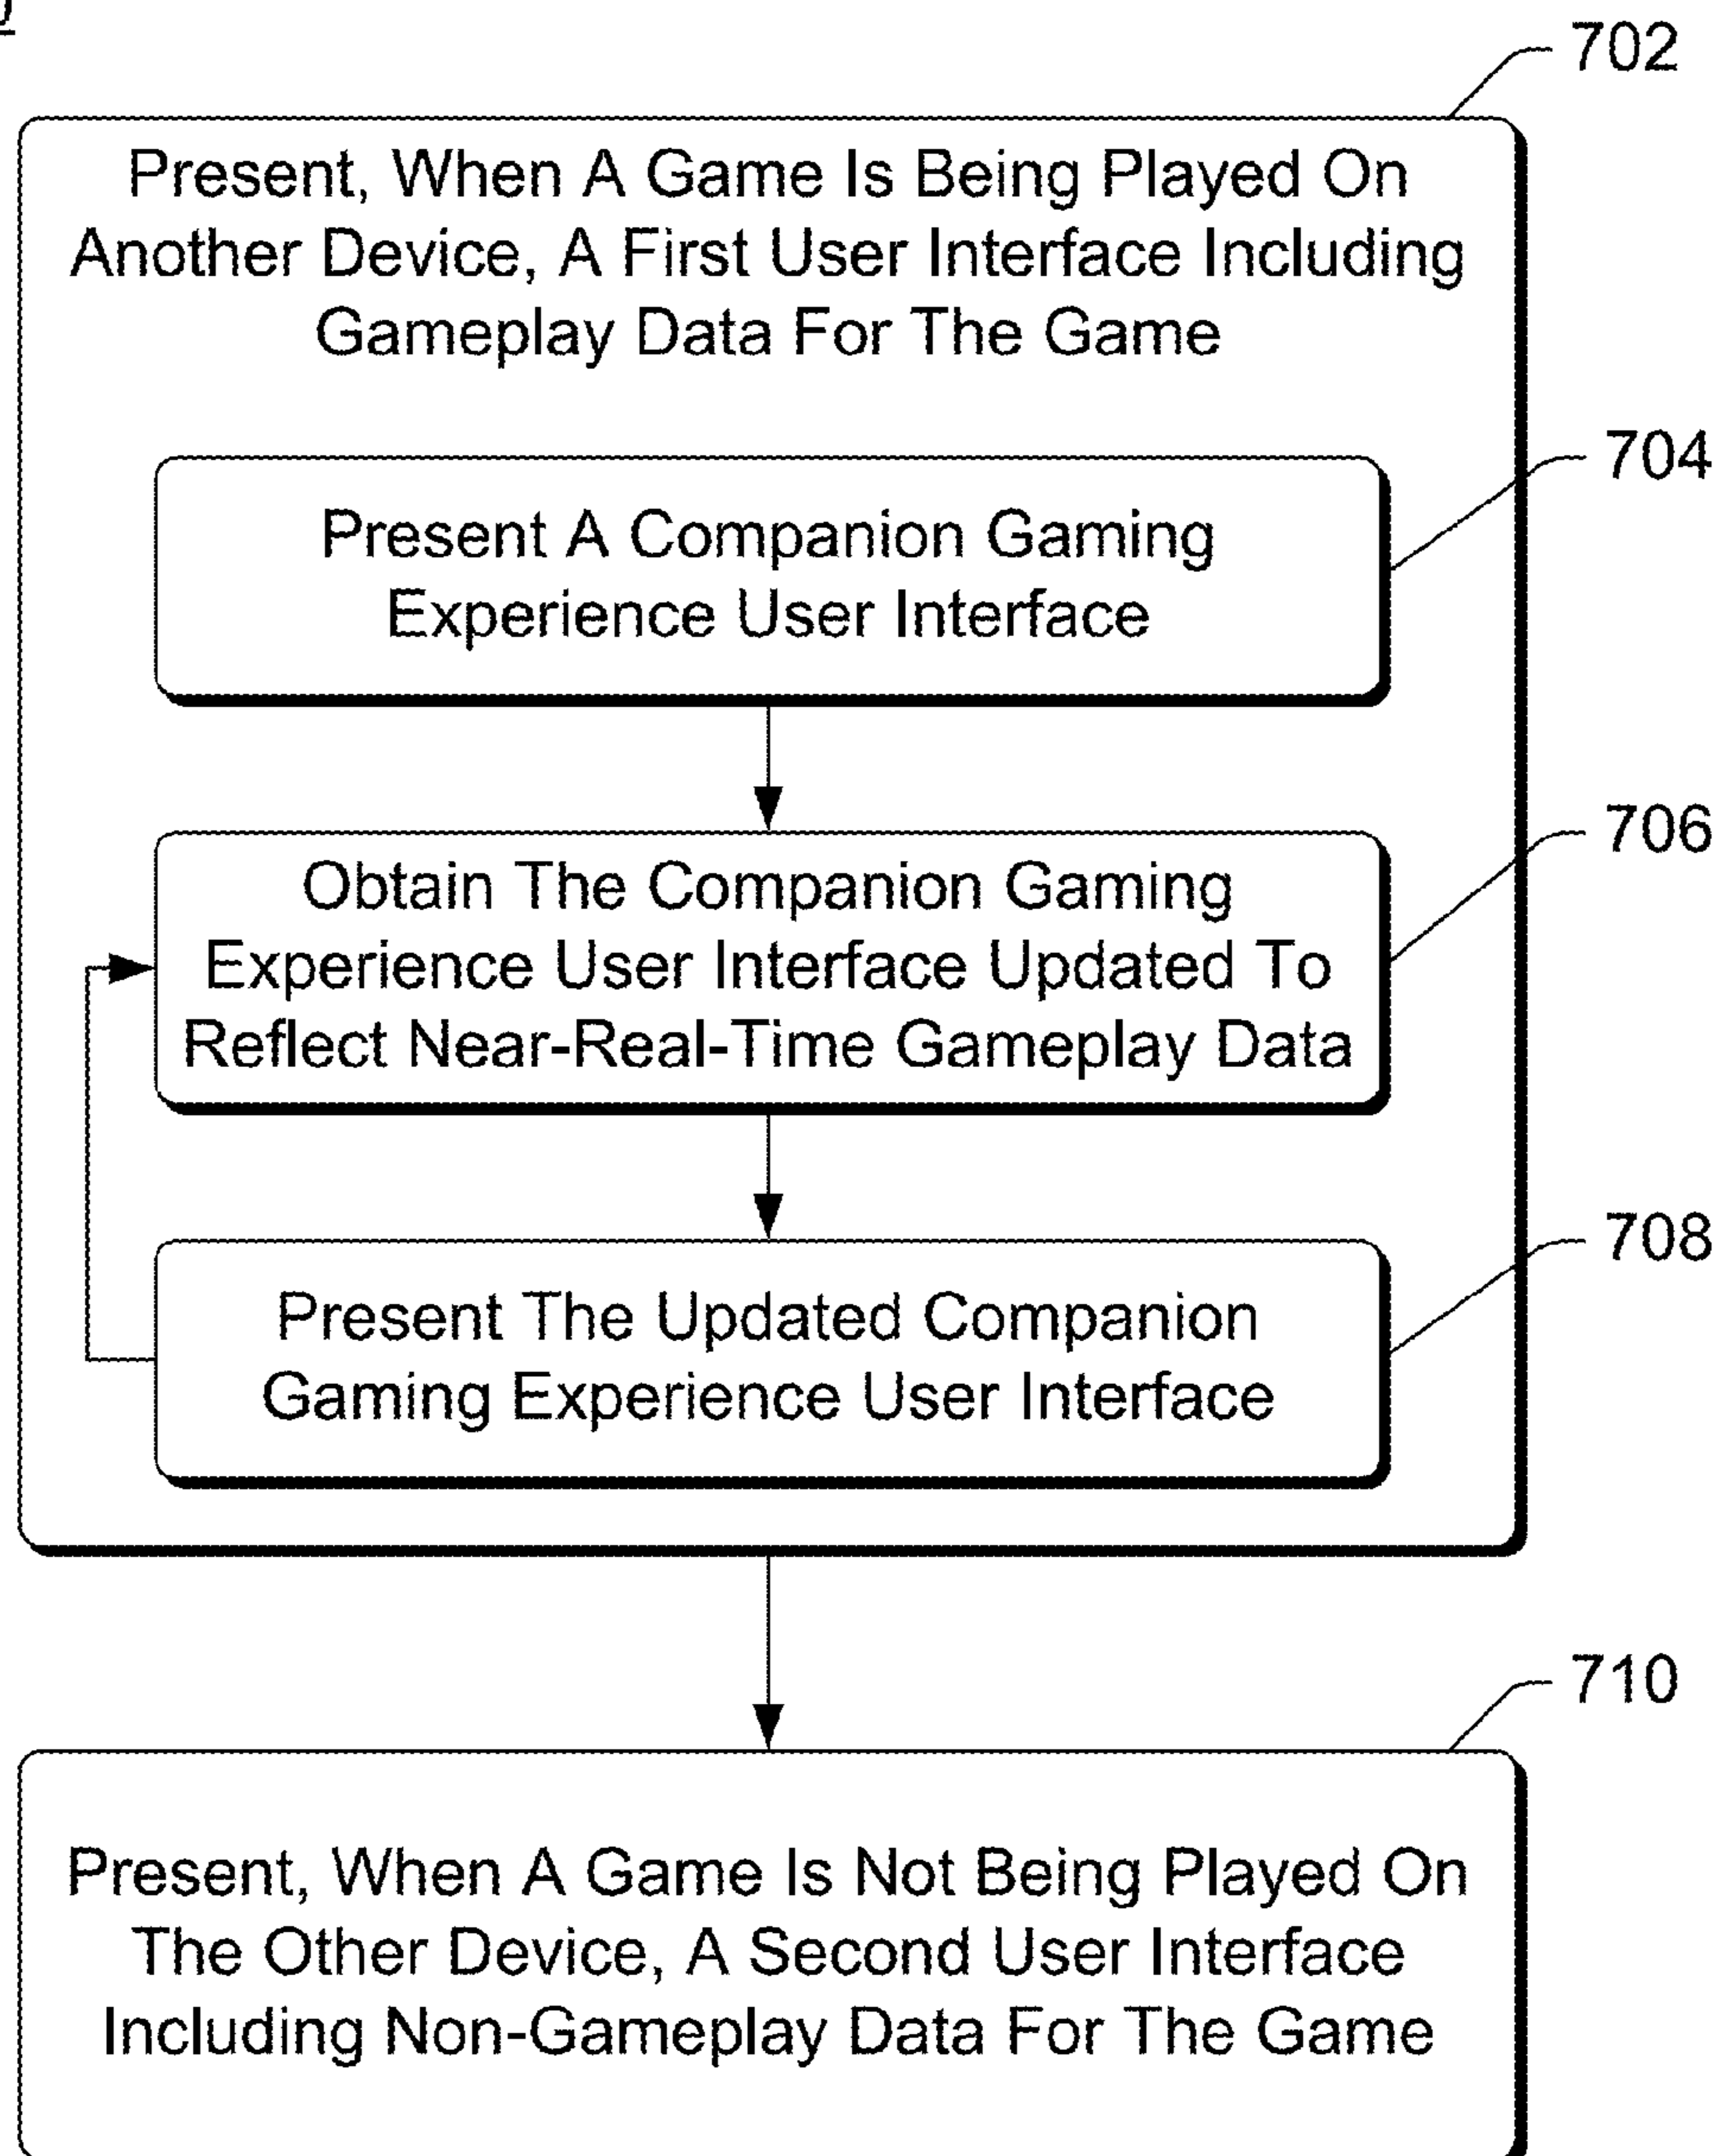 702
Present, When A Game Is Being Played On
Another Device, A First User Interface Including
Gameplay Data For The Game
704
Present A Companion Gaming
Experience User Interface
706
Obtain The Companion Gaming
Experience User Interface Updated To
Reflect Near-Real-Time Gameplay Data
708
Present The Updated Companion
Gaming Experience User Interface
710
Present, When A Game Is Not Being Played On
The Other Device, A Second User Interface
Including Non-Gameplay Data For The Game